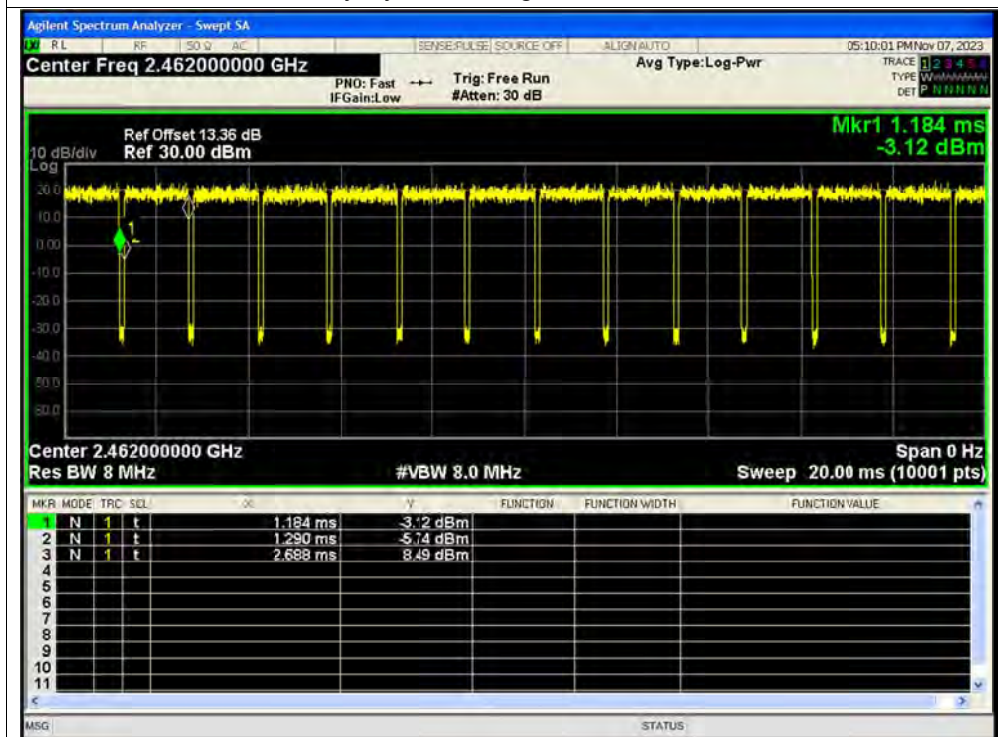 Agilent Spectrum Analyzer - Swept SA
RL RF 50 Ω AC SENSE:PULSE SOURCE OFF ALIGN AUTO 05:10:01 PM Nov 07, 2023
Center Freq 2.462000000 GHz Avg Type:Log-Pwr TRACE 1 2 3 4 5 6
PNO: Fast Trig: Free Run TYPE W
IFGain:Low #Atten: 30 dB DET P N N N N N
Mkr1 1.184 ms
-3.12 dBm
Ref Offset 13.36 dB
10 dB/div Ref 30.00 dBm
Log
20.0
10.0
0.00
-10.0
-20.0
-30.0
-40.0
-50.0
-60.0
1
Center 2.462000000 GHz Span 0 Hz
Res BW 8 MHz #VBW 8.0 MHz Sweep 20.00 ms (10001 pts)
MKR MODE TRC SCL X Y FUNCTION FUNCTION WIDTH FUNCTION VALUE
1 N 1 t 1.184 ms -3.12 dBm
2 N 1 t 1.290 ms -5.74 dBm
3 N 1 t 2.688 ms 8.49 dBm
4
5
6
7
8
9
10
11
MSG STATUS